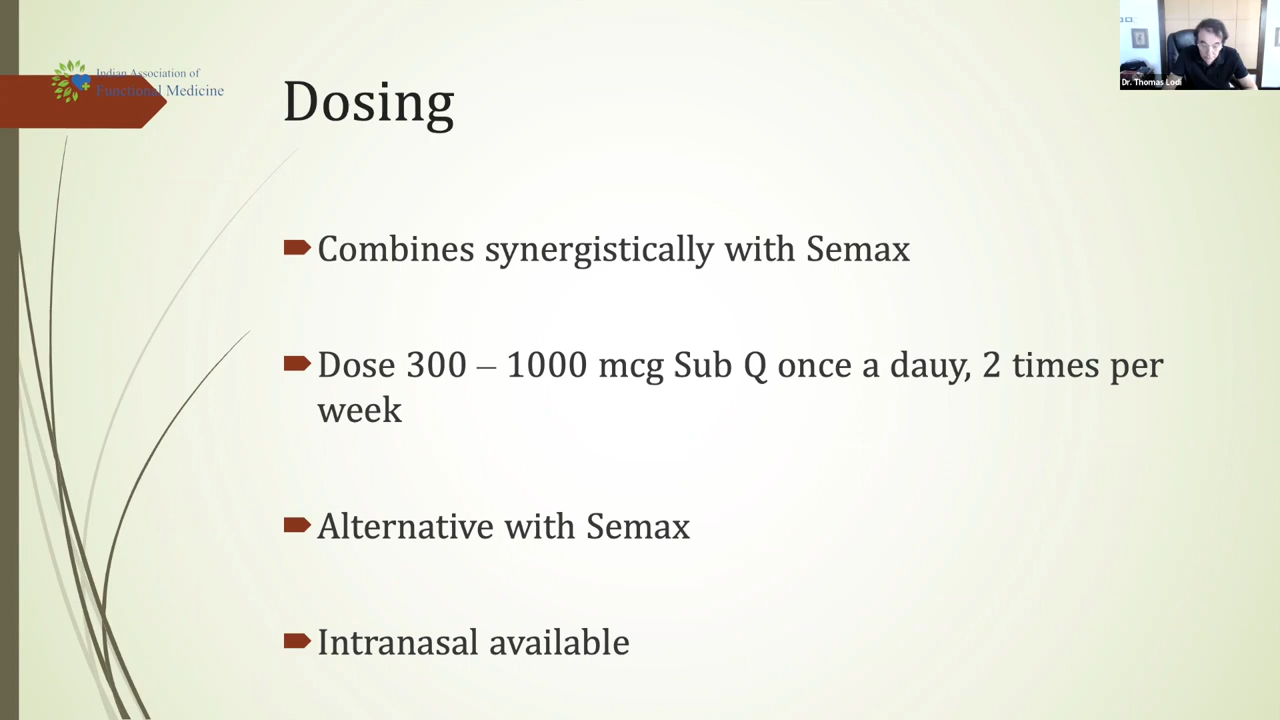 Indian Association of
Functional Medicine
Dr. Thomas Lodi
Dosing
Combines synergistically with Semax
Dose 300 – 1000 mcg Sub Q once a dauy, 2 times per
week
Alternative with Semax
Intranasal available